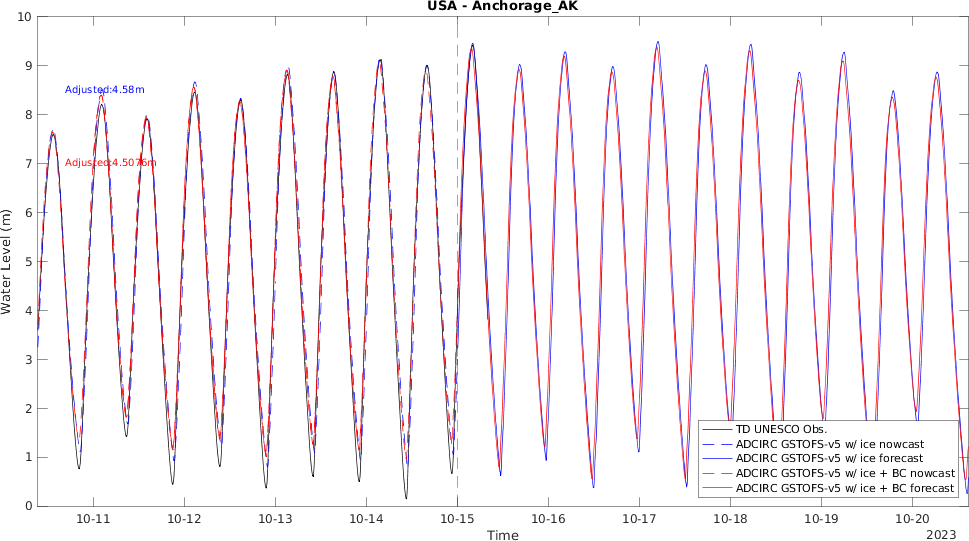 USA - Anchorage_AK
10
9
8
7
6
5
4
3
2
1
0
Water Level (m)
Adjusted:4.58m
Adjusted:4.5076m
TD UNESCO Obs.
ADCIRC GSTOFS-v5 w/ ice nowcast
ADCIRC GSTOFS-v5 w/ ice forecast
ADCIRC GSTOFS-v5 w/ ice + BC nowcast
ADCIRC GSTOFS-v5 w/ ice + BC forecast
10-11 10-12 10-13 10-14 10-15 10-16 10-17 10-18 10-19 10-20
Time
2023